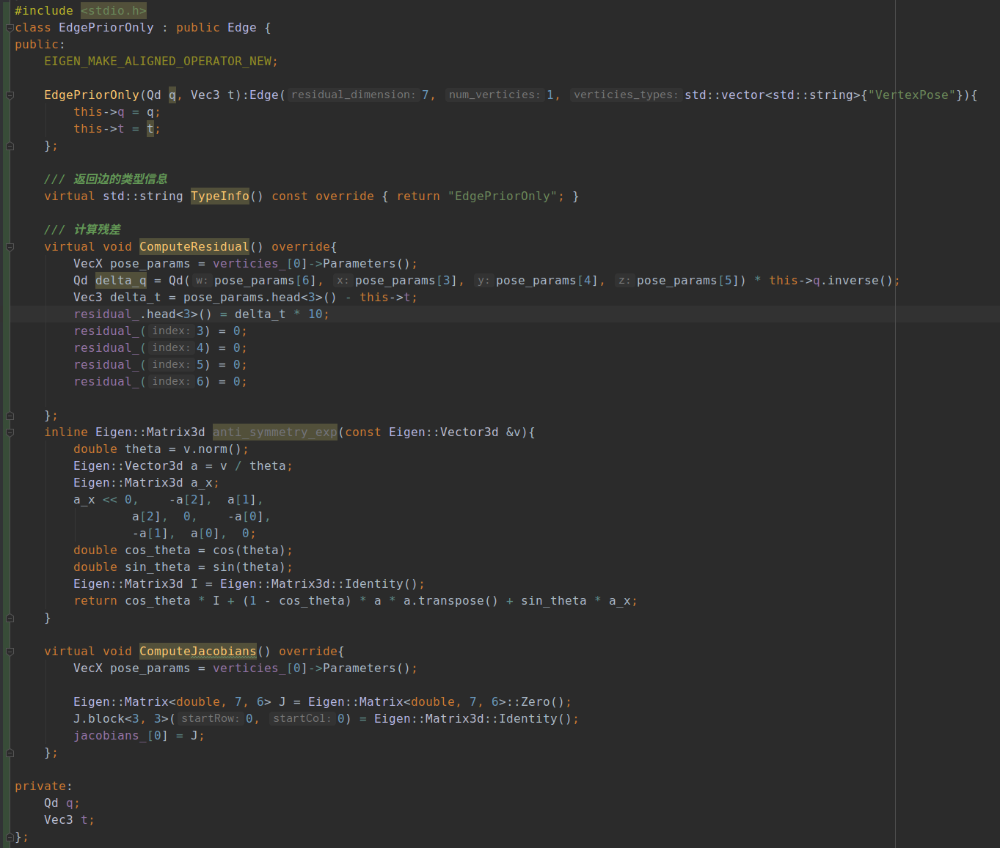 #include <stdio.h>
class EdgePriorOnly : public Edge {
public:
    EIGEN_MAKE_ALIGNED_OPERATOR_NEW;

    EdgePriorOnly(Qd q, Vec3 t):Edge( residual_dimension: 7, num_verticies: 1, verticies_types: std::vector<std::string>{"VertexPose"}){
        this->q = q;
        this->t = t;
    };

    /// 返回边的类型信息
    virtual std::string TypeInfo() const override { return "EdgePriorOnly"; }

    /// 计算残差
    virtual void ComputeResidual() override{
        VecX pose_params = verticies_[0]->Parameters();
        Qd delta_q = Qd( w: pose_params[6], x: pose_params[3], y: pose_params[4], z: pose_params[5]) * this->q.inverse();
        Vec3 delta_t = pose_params.head<3>() - this->t;
        residual_.head<3>() = delta_t * 10;
        residual_( index: 3) = 0;
        residual_( index: 4) = 0;
        residual_( index: 5) = 0;
        residual_( index: 6) = 0;

    };
    inline Eigen::Matrix3d anti_symmetry_exp(const Eigen::Vector3d &v){
        double theta = v.norm();
        Eigen::Vector3d a = v / theta;
        Eigen::Matrix3d a_x;
        a_x << 0,    -a[2],  a[1],
                a[2],  0,    -a[0],
                -a[1],  a[0],  0;
        double cos_theta = cos(theta);
        double sin_theta = sin(theta);
        Eigen::Matrix3d I = Eigen::Matrix3d::Identity();
        return cos_theta * I + (1 - cos_theta) * a * a.transpose() + sin_theta * a_x;
    }

    virtual void ComputeJacobians() override{
        VecX pose_params = verticies_[0]->Parameters();

        Eigen::Matrix<double, 7, 6> J = Eigen::Matrix<double, 7, 6>::Zero();
        J.block<3, 3>( startRow: 0, startCol: 0) = Eigen::Matrix3d::Identity();
        jacobians_[0] = J;
    };

private:
    Qd q;
    Vec3 t;
};